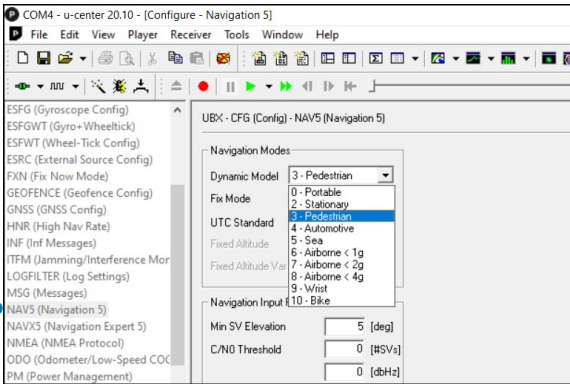 COM4 - u-center 20.10 - [Configure - Navigation 5]
File Edit View Player Receiver Tools Window Help
ESFG (Gyroscope Config)
ESFGWT (Gyro+Wheeltick)
ESFWT (Wheel-Tick Config)
ESRC (External Source Config)
FXN (Fix Now Mode)
GEOFENCE (Geofence Config)
GNSS (GNSS Config)
HNR (High Nav Rate)
INF (Inf Messages)
ITFM (Jamming/Interference Mor
LOGFILTER (Log Settings)
MSG (Messages)
NAV5 (Navigation 5)
NAVX5 (Navigation Expert 5)
NMEA (NMEA Protocol)
ODO (Odometer/Low-Speed COG
PM (Power Management)
UBX - CFG (Config) - NAV5 (Navigation 5)
Navigation Modes
Dynamic Model 3 - Pedestrian
Fix Mode
UTC Standard
Fixed Altitude
Fixed Altitude Var
0 - Portable
2 - Stationary
3 - Pedestrian
4 - Automotive
5 - Sea
6 - Airborne < 1g
7 - Airborne < 2g
8 - Airborne < 4g
9 - Wrist
10 - Bike
Navigation Input F
Min SV Elevation 5 [deg]
C/N0 Threshold 0 [#SVs]
0 [dbHz]